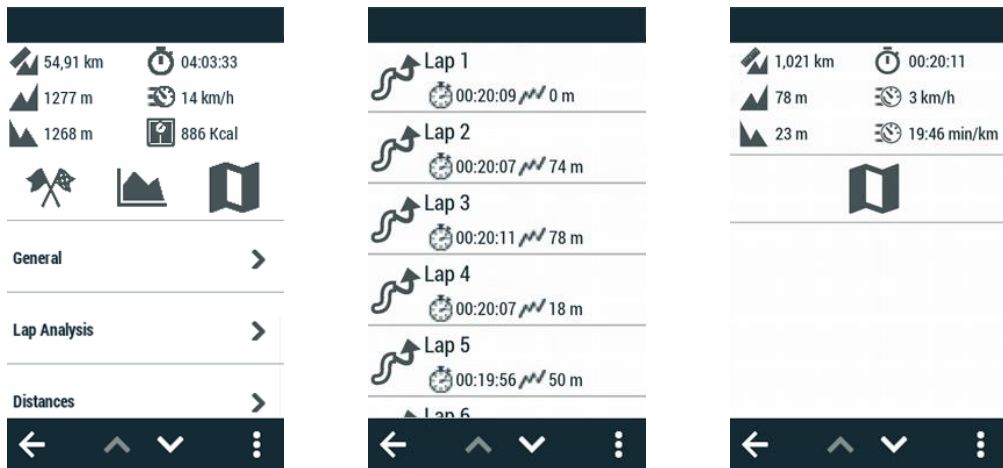 54,91 km 04:03:33
1277 m 14 km/h
1268 m 886 Kcal
General
Lap Analysis
Distances
Lap 1
00:20:09 0 m
Lap 2
00:20:07 74 m
Lap 3
00:20:11 78 m
Lap 4
00:20:07 18 m
Lap 5
00:19:56 50 m
Lap 6
1,021 km 00:20:11
78 m 3 km/h
23 m 19:46 min/km